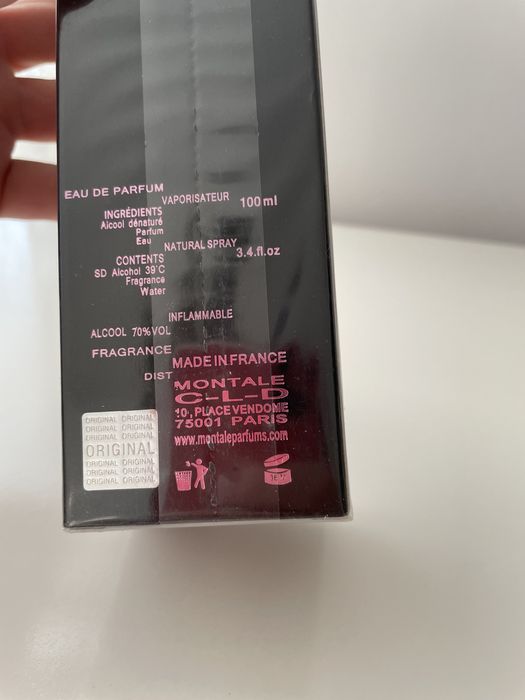 EAU DE PARFUM
VAPORISATEUR 100 ml
INGRÉDIENTS
Alcool dénaturé
Parfum
Eau
NATURAL SPRAY
3.4.fl.oz
CONTENTS
SD Alcohol 39°C
Fragrance
Water
INFLAMMABLE
ALCOOL 70%VOL
FRAGRANCE
MADE IN FRANCE
DIST
MONTALE
C-L-D
10, PLACE VENDOME
75001 PARIS
www.montaleparfums.com
ORIGINAL ORIGINAL
ORIGINAL ORIGINAL
ORIGINAL ORIGINAL
ORIGINAL
ORIGINAL ORIGINAL
ORIGINAL ORIGINAL
ORIGINAL ORIGINAL